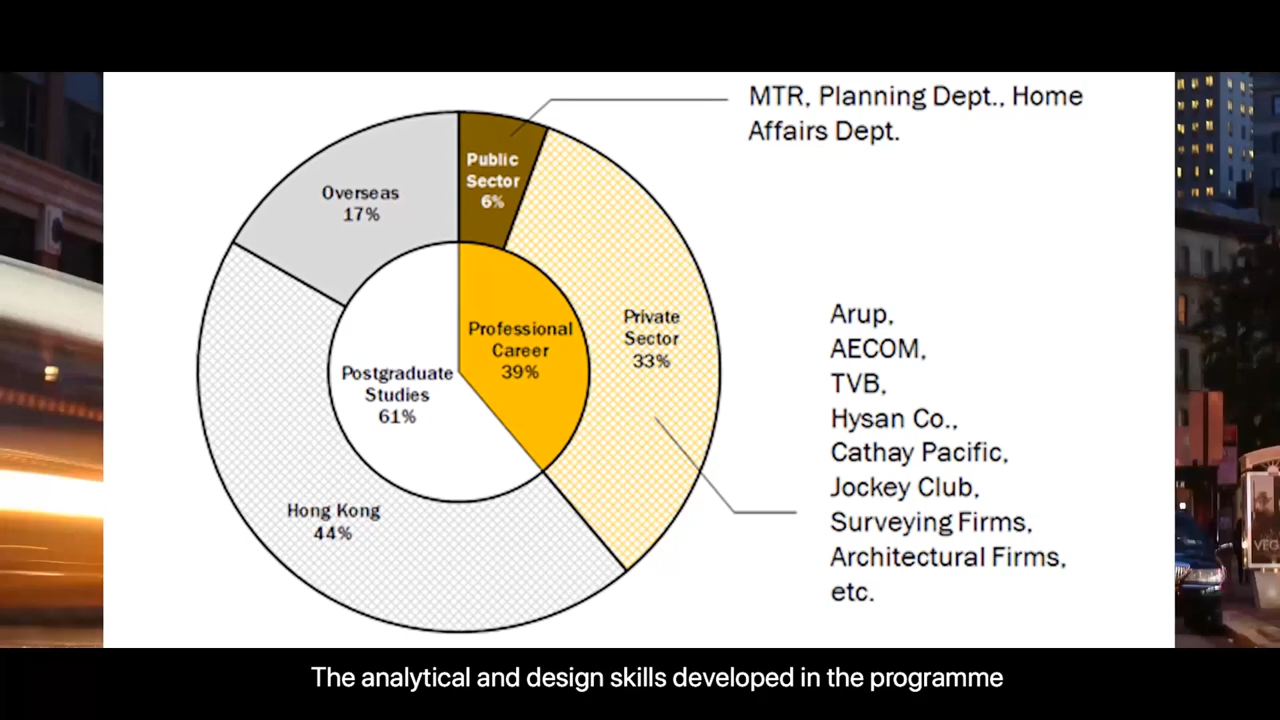 MTR, Planning Dept., Home
Affairs Dept.
Public
Sector
6%
Overseas
17%
Private
Sector
33%
Professional
Career
39%
Postgraduate
Studies
61%
Hong Kong
44%
Arup,
AECOM,
TVB,
Hysan Co.,
Cathay Pacific,
Jockey Club,
Surveying Firms,
Architectural Firms,
etc.
VEG
The analytical and design skills developed in the programme